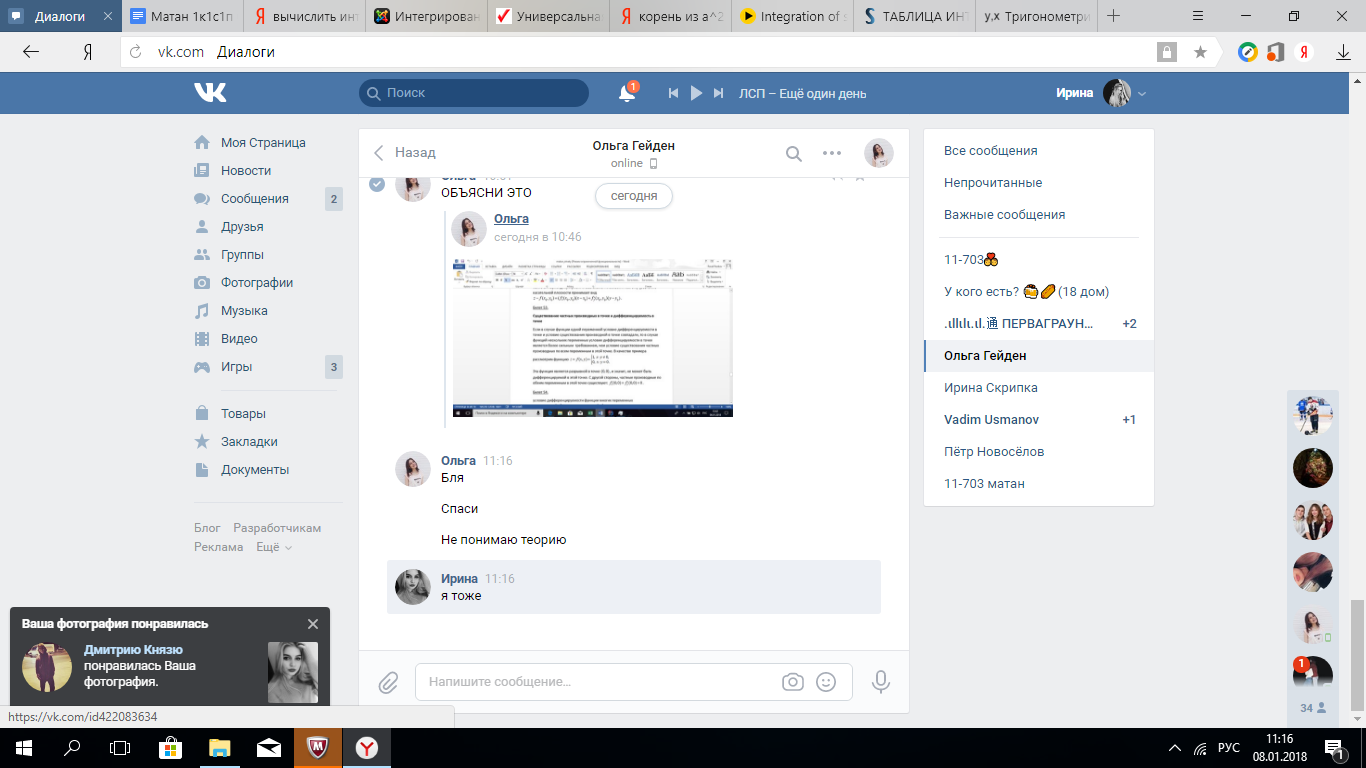 Диалоги
Матан 1к1с1п
вычислить инт
Интегрирован
Универсальна
корень из а^2
Integration of s
ТАБЛИЦА ИНТ
y,x Тригонометри
Я vk.com Диалоги
Поиск
1
ЛСП – Ещё один день
Ирина
Моя Страница
Новости
Сообщения 2
Друзья
Группы
Фотографии
Музыка
Видео
Игры 3
Товары
Закладки
Документы
Блог Разработчикам
Реклама Ещё
Назад
Ольга Гейден
online
сегодня
ОБЪЯСНИ ЭТО
Ольга
сегодня в 10:46
Ольга 11:16
Бля
Спаси
Не понимаю теорию
Ирина 11:16
я тоже
Напишите сообщение...
Все сообщения
Непрочитанные
Важные сообщения
11-703
У кого есть? (18 дом)
ПЕРВАГРАУН... +2
Ольга Гейден
Ирина Скрипка
Vadim Usmanov +1
Пётр Новосёлов
11-703 матан
1
34
Ваша фотография понравилась
Дмитрию Князю
понравилась Ваша
фотография.
https://vk.com/id422083634
РУС
11:16
08.01.2018
1